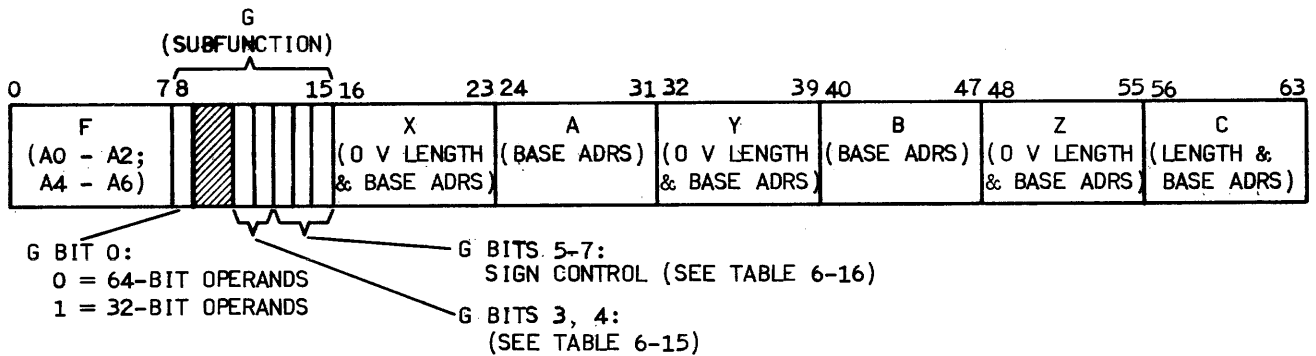 G
(SUBFUNCTION)
0 7 8 15 16 23 24 31 32 39 40 47 48 55 56 63
F X A Y B Z C
(A0 - A2; (O V LENGTH (BASE ADRS) (O V LENGTH (BASE ADRS) (O V LENGTH (LENGTH &
A4 - A6) & BASE ADRS) & BASE ADRS) & BASE ADRS) BASE ADRS)
G BIT 0:
0 = 64-BIT OPERANDS
1 = 32-BIT OPERANDS
G BITS 5-7:
SIGN CONTROL (SEE TABLE 6-16)
G BITS 3, 4:
(SEE TABLE 6-15)